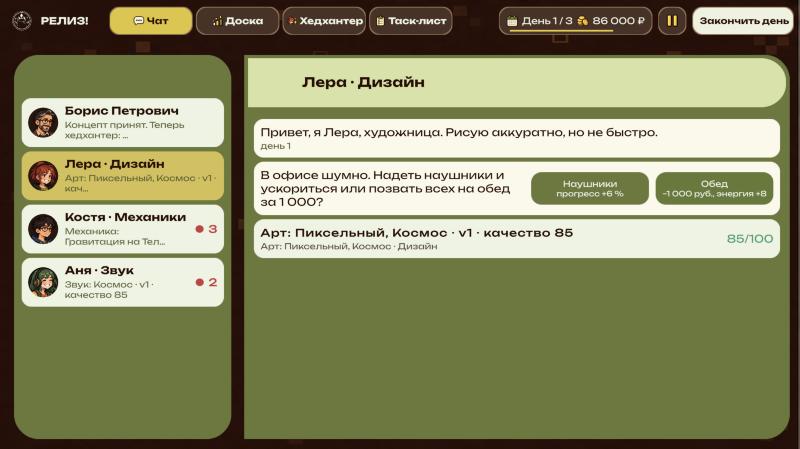 РЕЛИЗ!
Чат
Доска
Хедхантер
Таск-лист
День 1 / 3
86 000 ₽
Закончить день
Борис Петрович
Концепт принят. Теперь
хедхантер: ...
Лера · Дизайн
Арт: Пиксельный, Космос · v1 ·
кач...
Костя · Механики
Механика:
Гравитация на Тел...
3
Аня · Звук
Звук: Космос · v1 ·
качество 85
2
Лера · Дизайн
Привет, я Лера, художница. Рисую аккуратно, но не быстро.
день 1
В офисе шумно. Надеть наушники и
ускориться или позвать всех на обед
за 1 000?
Наушники
прогресс +6 %
Обед
−1 000 руб., энергия +8
Арт: Пиксельный, Космос · v1 · качество 85
Арт: Пиксельный, Космос · Дизайн
85/100